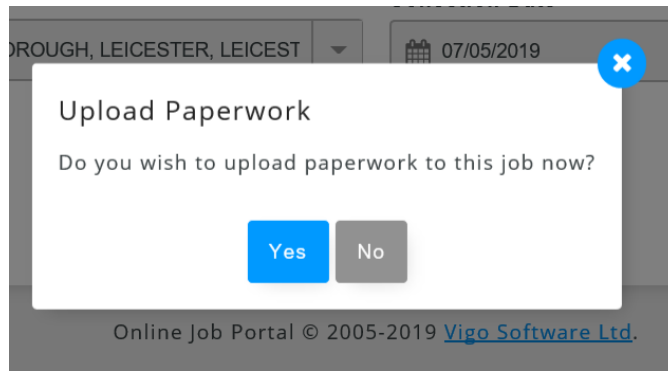 OROUGH, LEICESTER, LEICEST
07/05/2019
Upload Paperwork
Do you wish to upload paperwork to this job now?
Yes
No
Online Job Portal © 2005-2019 Vigo Software Ltd.